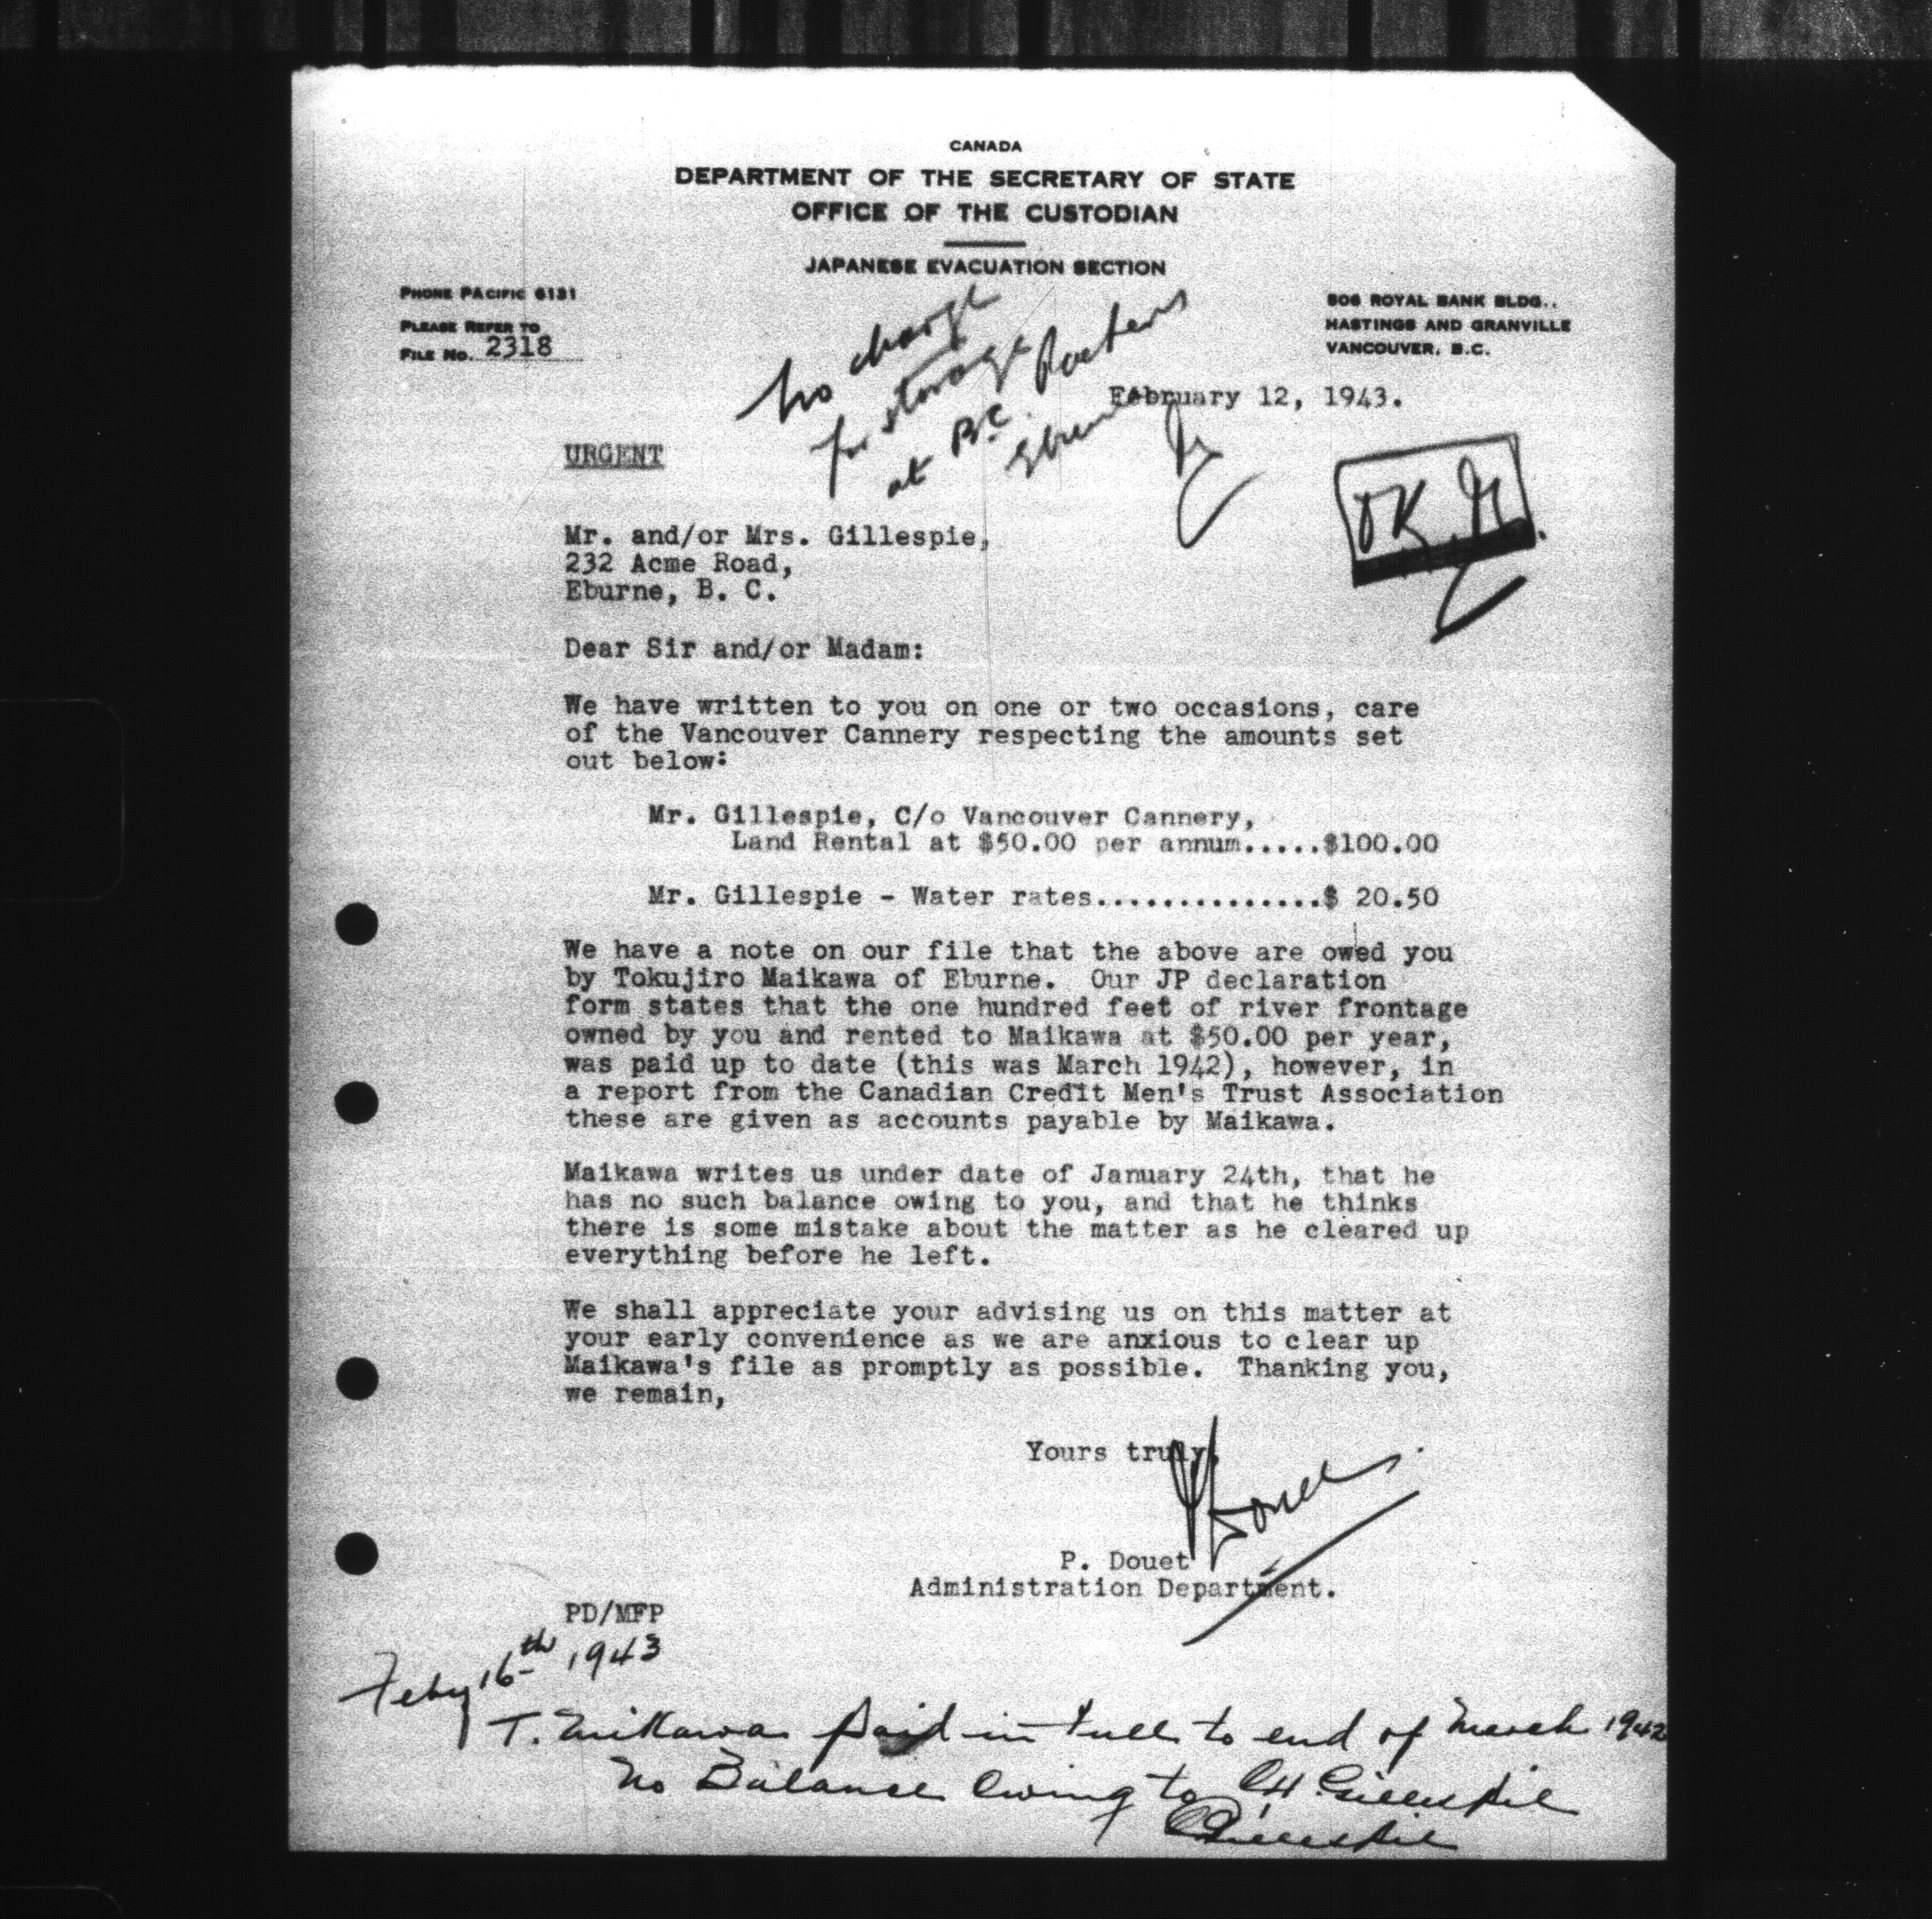 CANADA
DEPARTMENT OF THE SECRETARY OF STATE
OFFICE OF THE CUSTODIAN
JAPANESE EVACUATION SECTION
PHONE PACIFIC 6131
PLEASE REFER TO
FILE NO. 2318
506 ROYAL BANK BLDG..
HASTINGS AND GRANVILLE
VANCOUVER, B.C.
No charge
for storage
at B.C. Packers
Eburne
February 12, 1943.
URGENT
OK
Mr. and/or Mrs. Gillespie,
232 Acme Road,
Eburne, B. C.
Dear Sir and/or Madam:
We have written to you on one or two occasions, care
of the Vancouver Cannery respecting the amounts set
out below:
Mr. Gillespie, C/o Vancouver Cannery,
Land Rental at $50.00 per annum.....$100.00
Mr. Gillespie - Water rates...............$ 20.50
We have a note on our file that the above are owed you
by Tokujiro Maikawa of Eburne. Our JP declaration
form states that the one hundred feet of river frontage
owned by you and rented to Maikawa at $50.00 per year,
was paid up to date (this was March 1942), however, in
a report from the Canadian Credit Men's Trust Association
these are given as accounts payable by Maikawa.
Maikawa writes us under date of January 24th, that he
has no such balance owing to you, and that he thinks
there is some mistake about the matter as he cleared up
everything before he left.
We shall appreciate your advising us on this matter at
your early convenience as we are anxious to clear up
Maikawa's file as promptly as possible. Thanking you,
we remain,
Yours truly,
P Douet
P. Douet
Administration Department.
PD/MFP
Feby 16th 1943
T. Mikawa paid in full to end of March 1942
No Balance Owing to CH Gillespie
C Gillespie